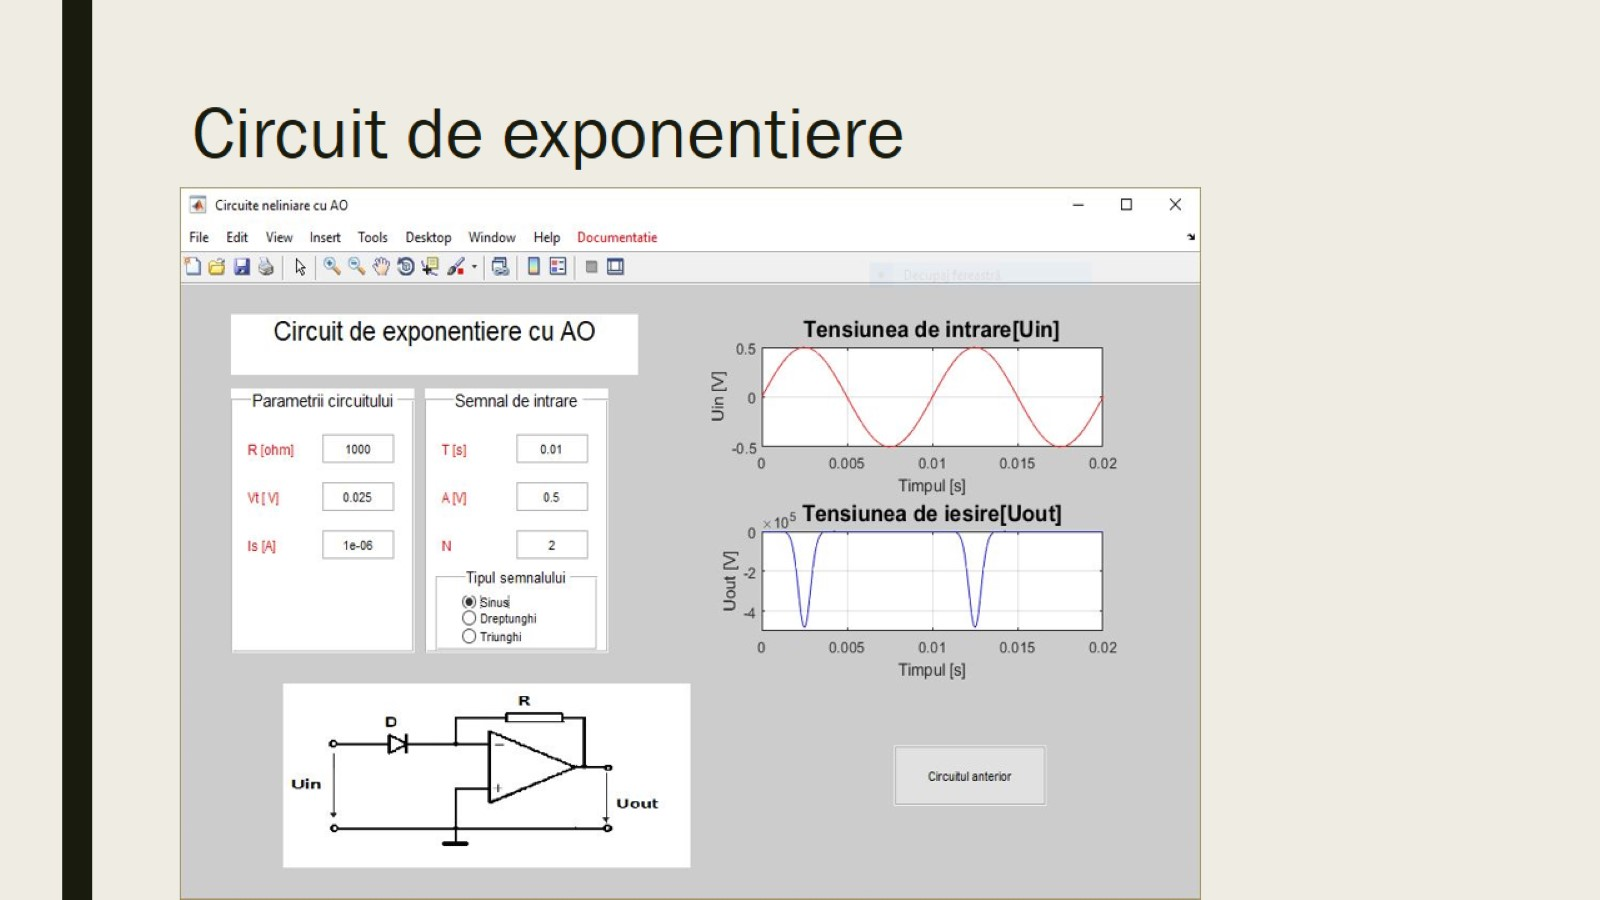 Circuit de exponentiere
Circuite neliniare cu AO
File Edit View Insert Tools Desktop Window Help Documentatie
Decupaj fereastră
Circuit de exponentiere cu AO
Parametrii circuitului
R [ohm] 1000
Vt [ V] 0.025
Is [A] 1e-06
Semnal de intrare
T [s] 0.01
A [V] 0.5
N 2
Tipul semnalului
Sinus
Dreptunghi
Triunghi
Tensiunea de intrare[Uin]
Uin [V]
0.5
0
-0.5
0 0.005 0.01 0.015 0.02
Timpul [s]
×10^5 Tensiunea de iesire[Uout]
Uout [V]
0
-2
-4
0 0.005 0.01 0.015 0.02
Timpul [s]
R
D
Uin
Uout
Circuitul anterior